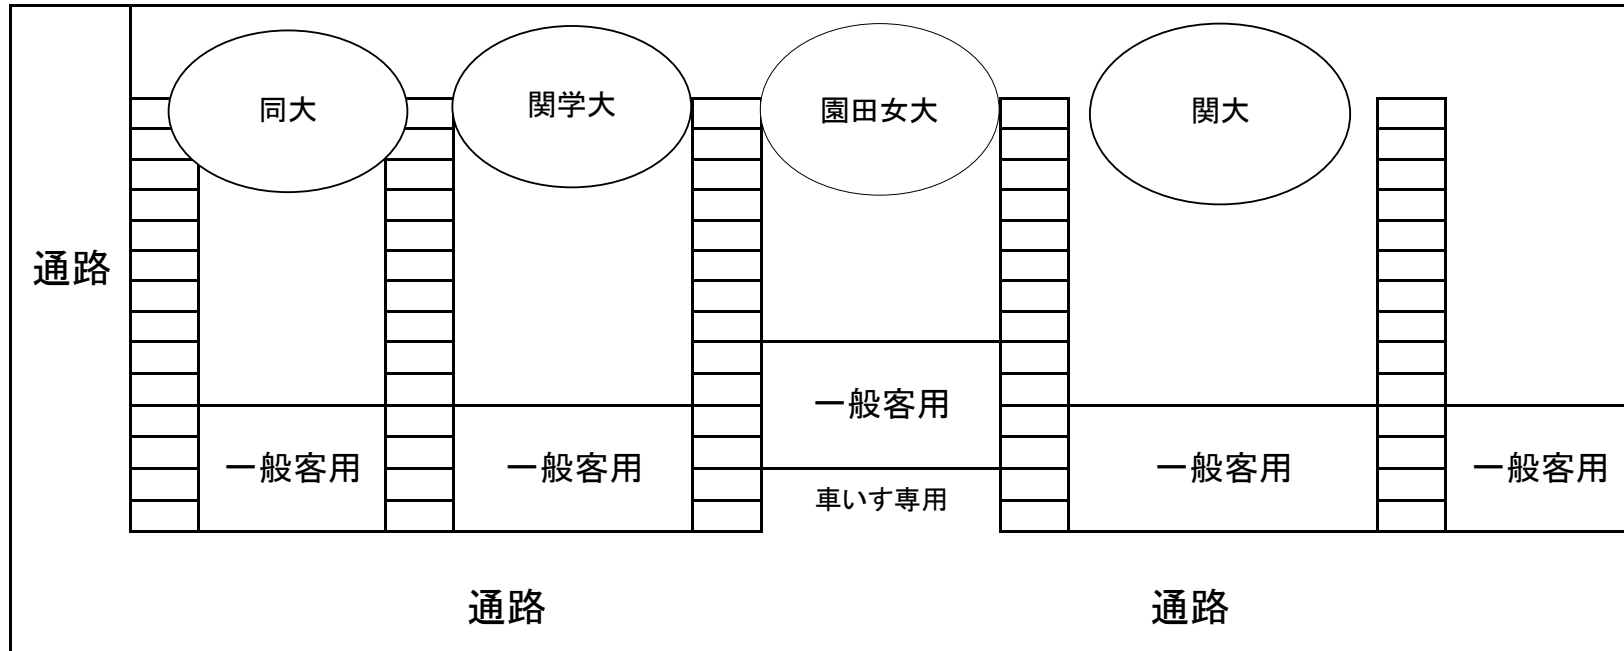 同大
関学大
園田女大
関大
通路
一般客用
一般客用
一般客用
一般客用
一般客用
車いす専用
通路
通路